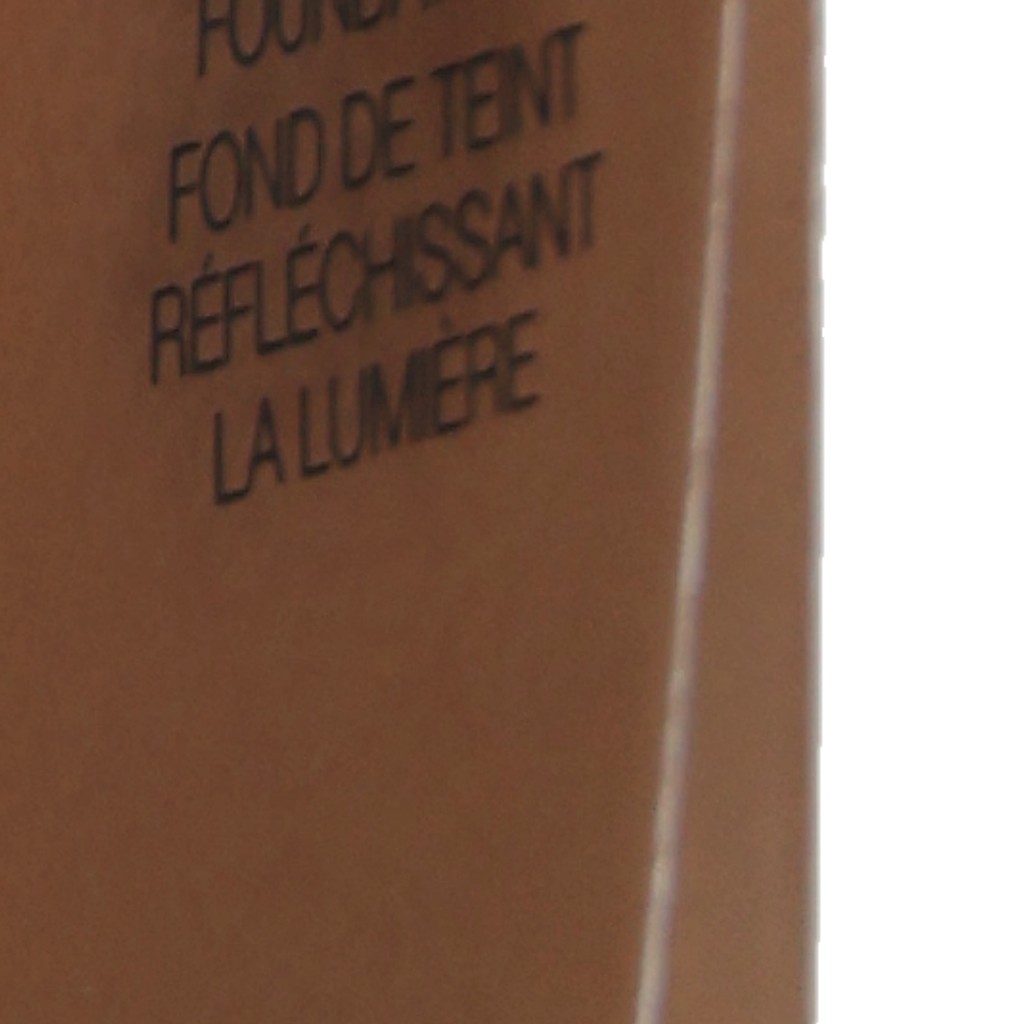 FOND DE TEINT
RÉFLÉCHISSANT
LA LUMIÈRE